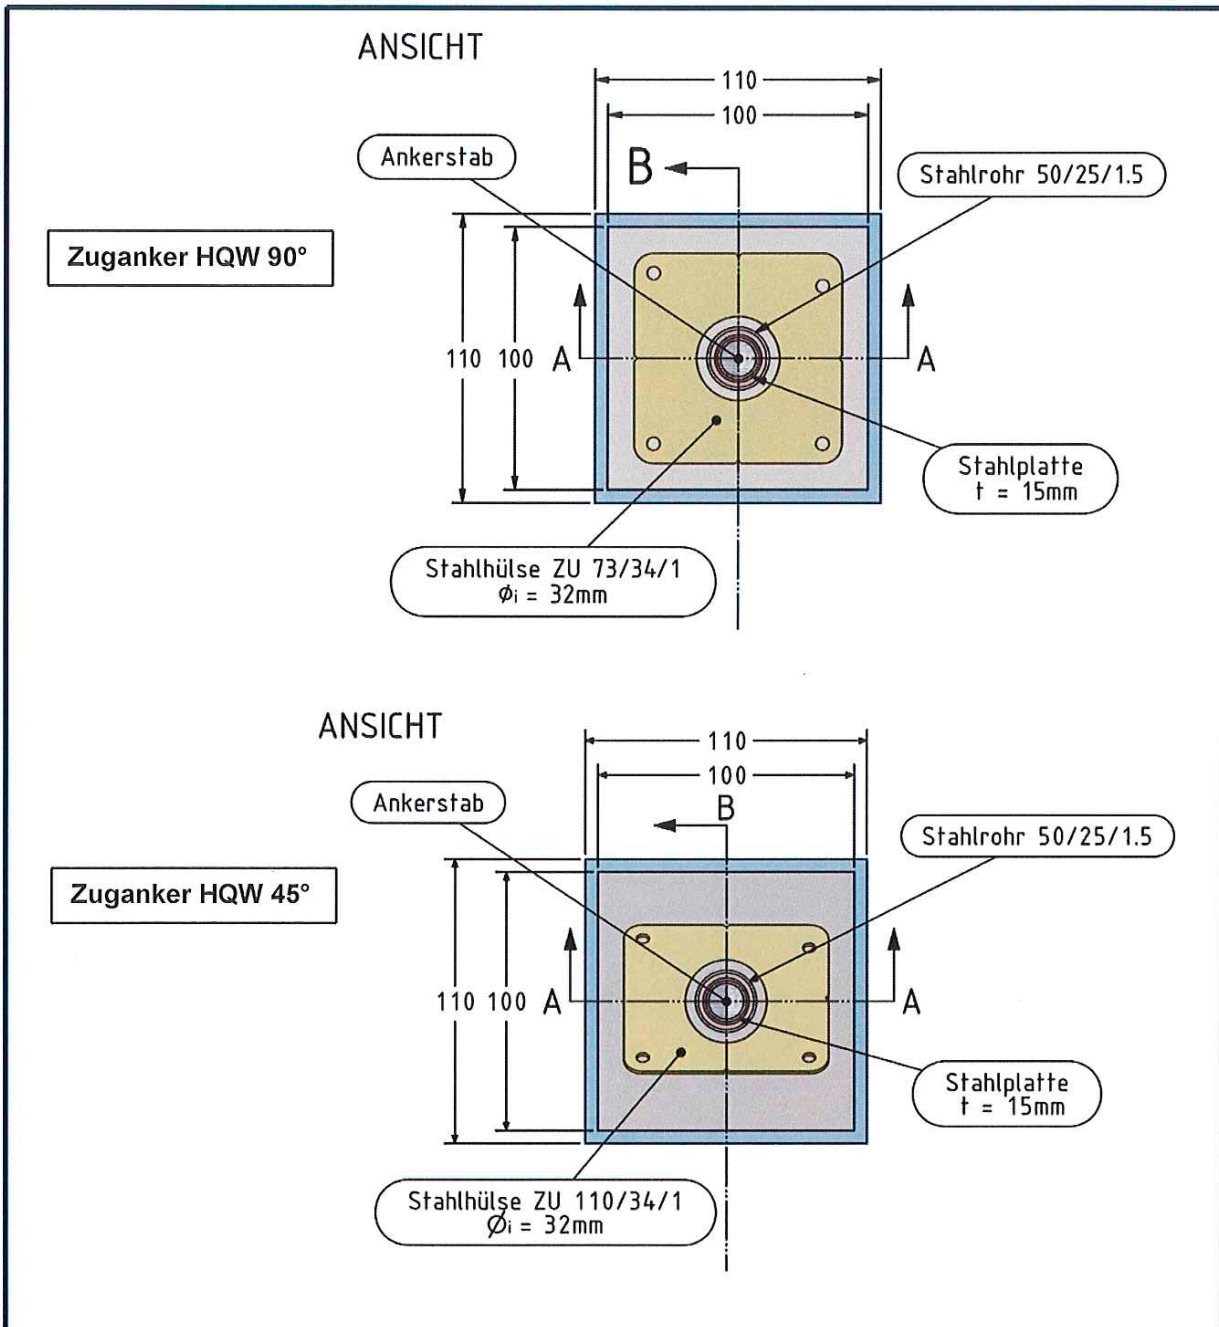 ANSICHT
110
100
Ankerstab
B
Stahlrohr 50/25/1.5
Zuganker HQW 90°
110
100
A
A
Stahlplatte
t = 15mm
Stahlhülse ZU 73/34/1
Φi = 32mm
ANSICHT
110
100
Ankerstab
B
Stahlrohr 50/25/1.5
Zuganker HQW 45°
110
100
A
A
Stahlplatte
t = 15mm
Stahlhülse ZU 110/34/1
Φi = 32mm